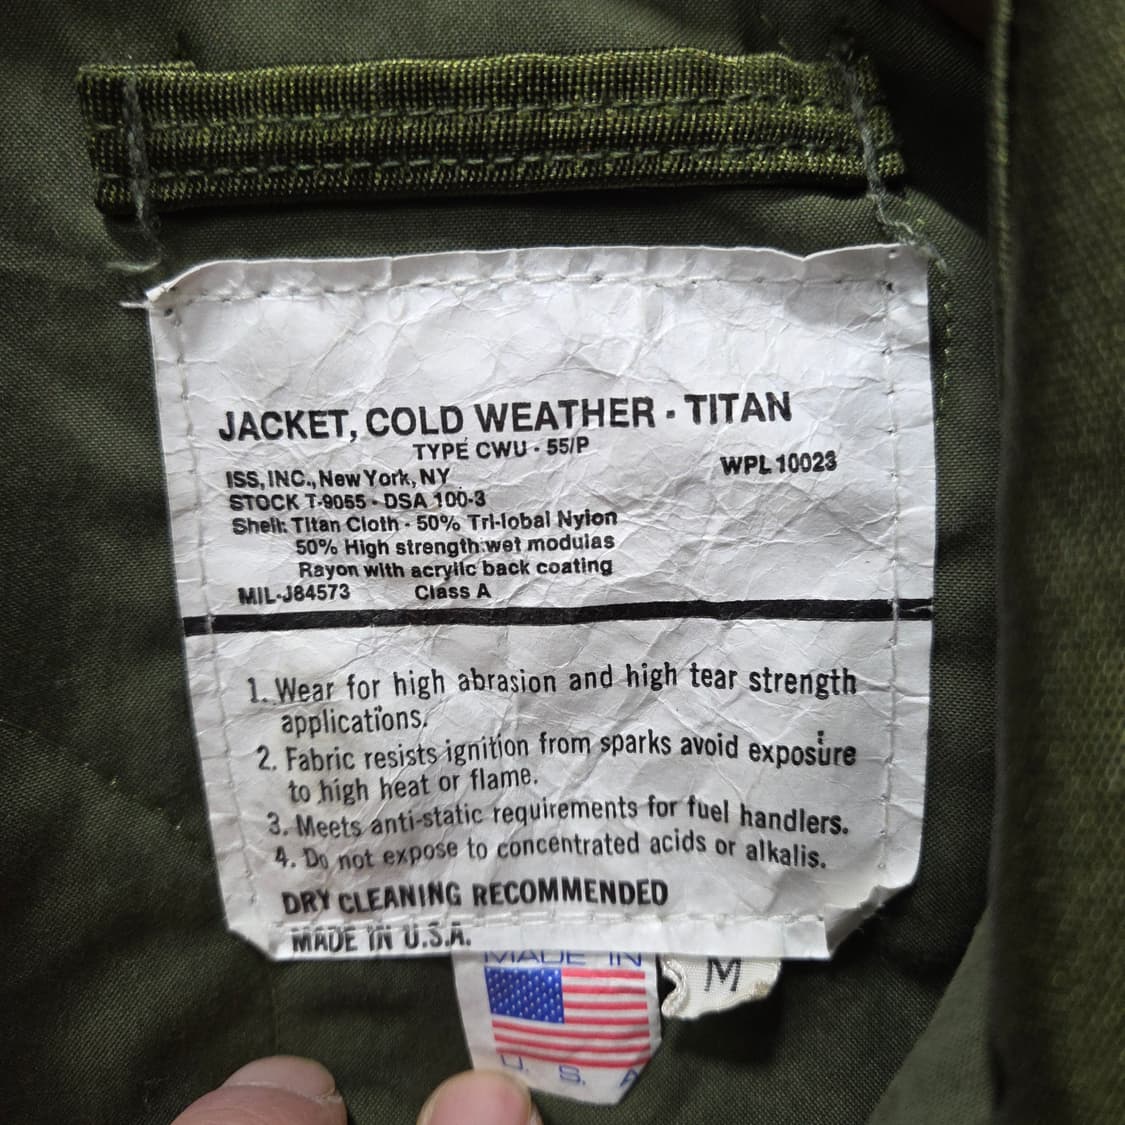 JACKET, COLD WEATHER - TITAN
TYPE CWU - 55/P
WPL 10023
ISS, INC., New York, NY
STOCK T-9055 - DSA 100-3
Shell: Titan Cloth - 50% Tri-lobal Nylon
50% High strength wet modulas
Rayon with acrylic back coating
MIL-J84573 Class A
1. Wear for high abrasion and high tear strength
applications.
2. Fabric resists ignition from sparks avoid exposure
to high heat or flame.
3. Meets anti-static requirements for fuel handlers.
4. Do not expose to concentrated acids or alkalis.
DRY CLEANING RECOMMENDED
MADE IN U.S.A.
MADE IN
M
U. S. A